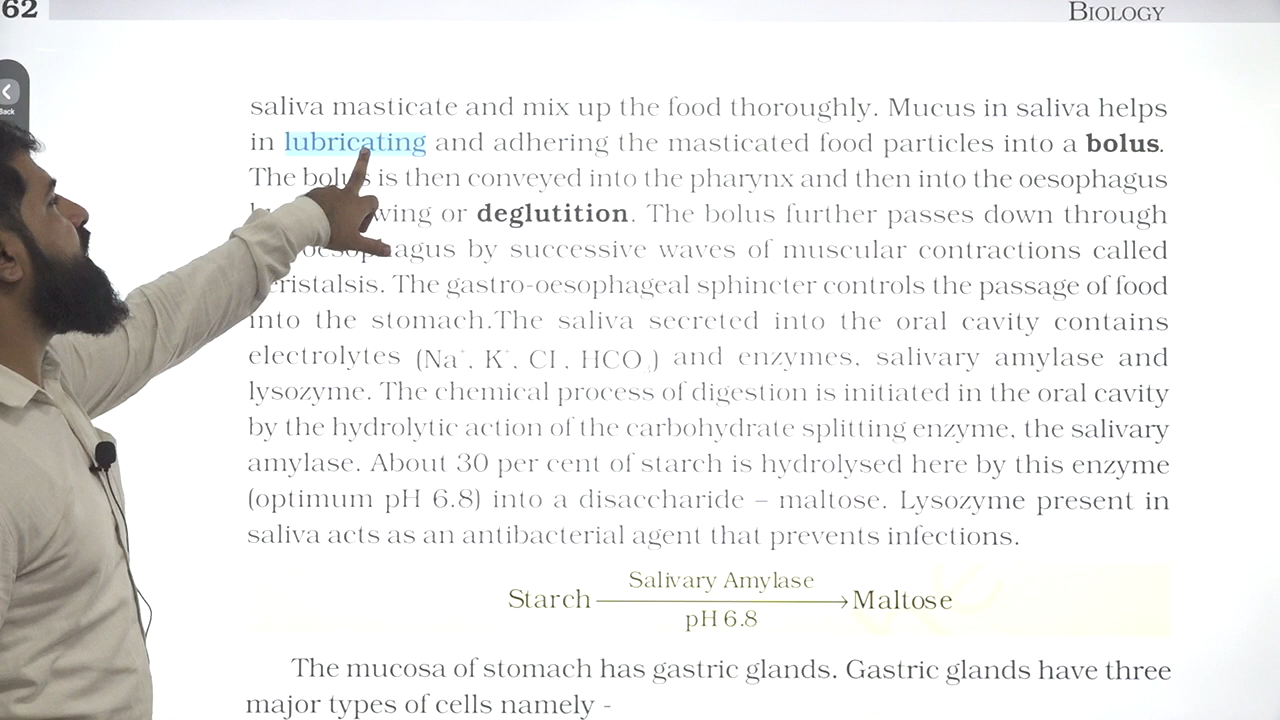 62
BIOLOGY
Back
saliva masticate and mix up the food thoroughly. Mucus in saliva helps
in lubricating and adhering the masticated food particles into a bolus.
The bolus is then conveyed into the pharynx and then into the oesophagus
wing or deglutition. The bolus further passes down through
oesophagus by successive waves of muscular contractions called
eristalsis. The gastro-oesophageal sphincter controls the passage of food
into the stomach.The saliva secreted into the oral cavity contains
electrolytes (Na⁺, K⁺, Cl⁻, HCO₃) and enzymes, salivary amylase and
lysozyme. The chemical process of digestion is initiated in the oral cavity
by the hydrolytic action of the carbohydrate splitting enzyme, the salivary
amylase. About 30 per cent of starch is hydrolysed here by this enzyme
(optimum pH 6.8) into a disaccharide – maltose. Lysozyme present in
saliva acts as an antibacterial agent that prevents infections.
Salivary Amylase
Starch → Maltose
pH 6.8
The mucosa of stomach has gastric glands. Gastric glands have three
major types of cells namely -